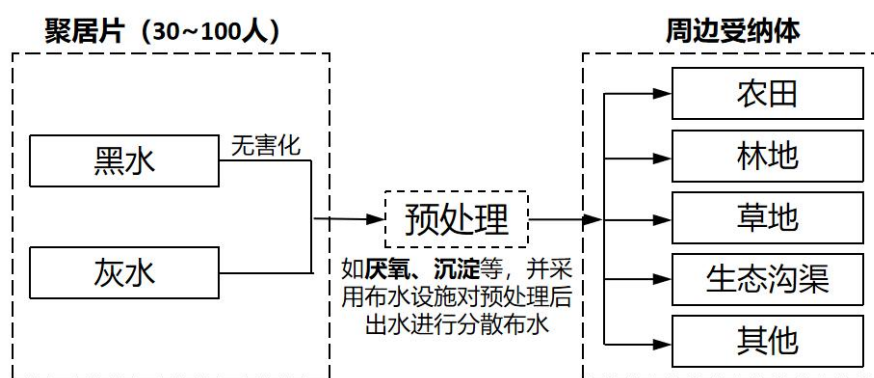 聚居片（30~100人）
黑水
无害化
灰水
预处理
如厌氧、沉淀等，并采
用布水设施对预处理后
出水进行分散布水
周边受纳体
农田
林地
草地
生态沟渠
其他